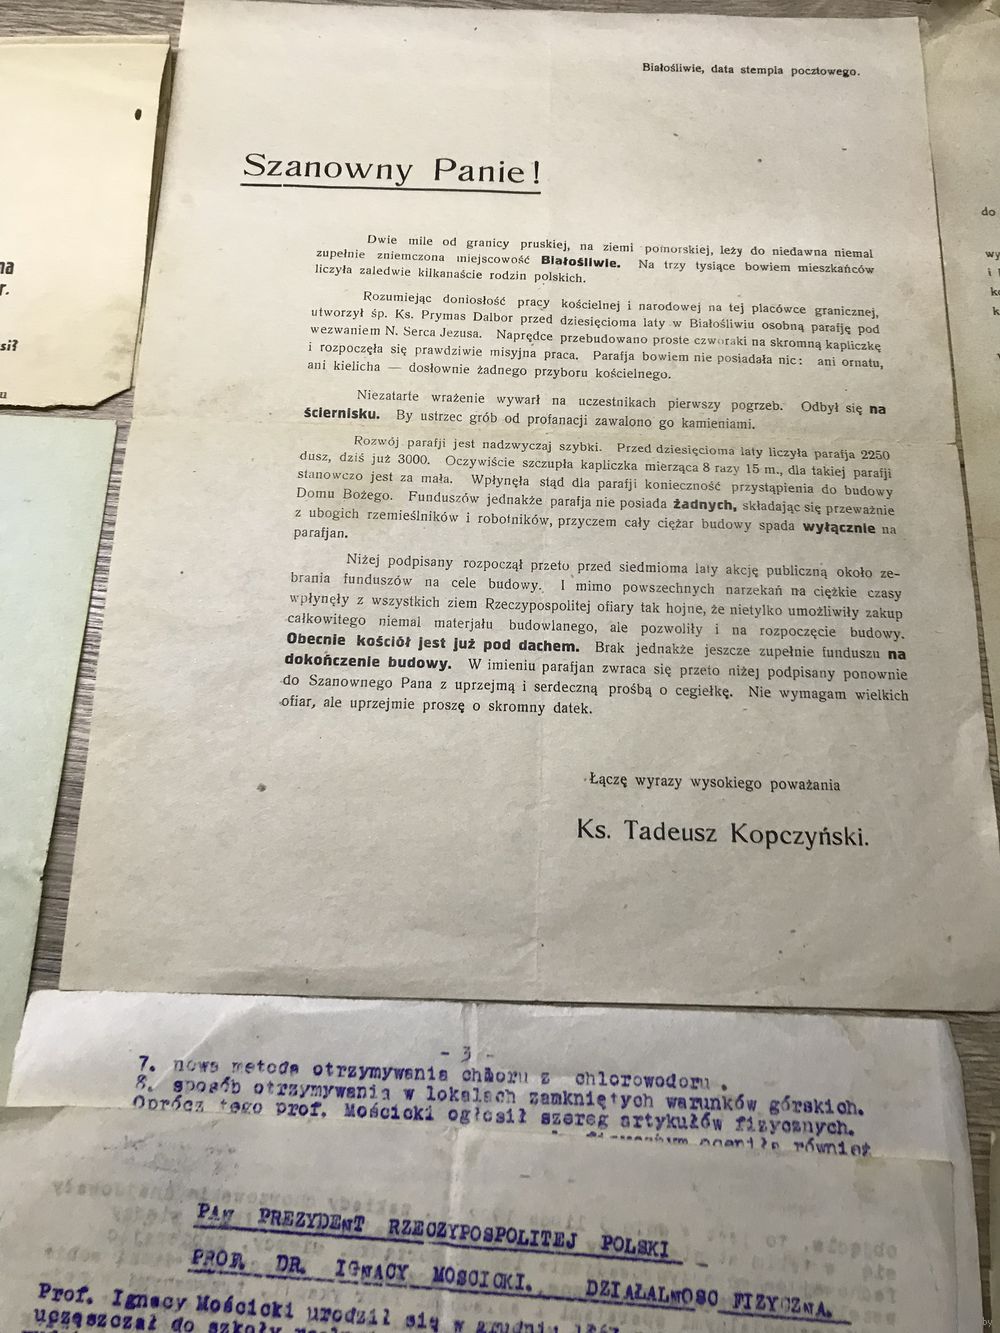 Białośliwie, data stempla pocztowego.
Szanowny Panie!
Dwie mile od granicy pruskiej, na ziemi pomorskiej, leży do niedawna niemal
zupełnie zniemczona miejscowość Białośliwie. Na trzy tysiące bowiem mieszkańców
liczyła zaledwie kilkanaście rodzin polskich.
Rozumiejąc doniosłość pracy kościelnej i narodowej na tej placówce granicznej,
utworzył śp. Ks. Prymas Dalbor przed dziesięcioma laty w Białośliwiu osobną parafję pod
wezwaniem N. Serca Jezusa. Naprędce przebudowano proste czworaki na skromną kapliczkę
i rozpoczęła się prawdziwie misyjna praca. Parafja bowiem nie posiadała nic: ani ornatu,
ani kielicha — dosłownie żadnego przyboru kościelnego.
Niezatarte wrażenie wywarł na uczestnikach pierwszy pogrzeb. Odbył się na
ściernisku. By ustrzec grób od profanacji zawalono go kamieniami.
Rozwój parafji jest nadzwyczaj szybki. Przed dziesięcioma laty liczyła parafja 2250
dusz, dziś już 3000. Oczywiście szczupła kapliczka mierząca 8 razy 15 m., dla takiej parafji
stanowczo jest za mała. Wpłynęła stąd dla parafji konieczność przystąpienia do budowy
Domu Bożego. Funduszów jednakże parafja nie posiada żadnych, składając się przeważnie
z ubogich rzemieślników i robotników, przyczem cały ciężar budowy spada wyłącznie na
parafjan.
Niżej podpisany rozpoczął przeto przed siedmioma laty akcję publiczną około ze-
brania funduszów na cele budowy. I mimo powszechnych narzekań na ciężkie czasy
wpłynęły z wszystkich ziem Rzeczypospolitej ofiary tak hojne, że nietylko umożliwiły zakup
całkowitego niemal materjału budowlanego, ale pozwoliły i na rozpoczęcie budowy.
Obecnie kościół jest już pod dachem. Brak jednakże jeszcze zupełnie funduszu na
dokończenie budowy. W imieniu parafjan zwraca się przeto niżej podpisany ponownie
do Szanownego Pana z uprzejmą i serdeczną prośbą o cegiełkę. Nie wymagam wielkich
ofiar, ale uprzejmie proszę o skromny datek.
Łączę wyrazy wysokiego poważania
Ks. Tadeusz Kopczyński.
- 3 -
7. nowa metoda otrzymywania chloru z chlorowodoru.
8. sposób otrzymywania w lokalach zamkniętych warunków górskich.
Oprócz tego prof. Mościcki ogłosił szereg artykułów fizycznych.
również
PAN PREZYDENT RZECZYPOSPOLITEJ POLSKI
PROF. DR. IGNACY MOSCICKI. DZIAŁALNOSC FIZYCZNA.
Prof. Ignacy Mościcki urodził się w grudniu 1867
uczęszczał do szkoły